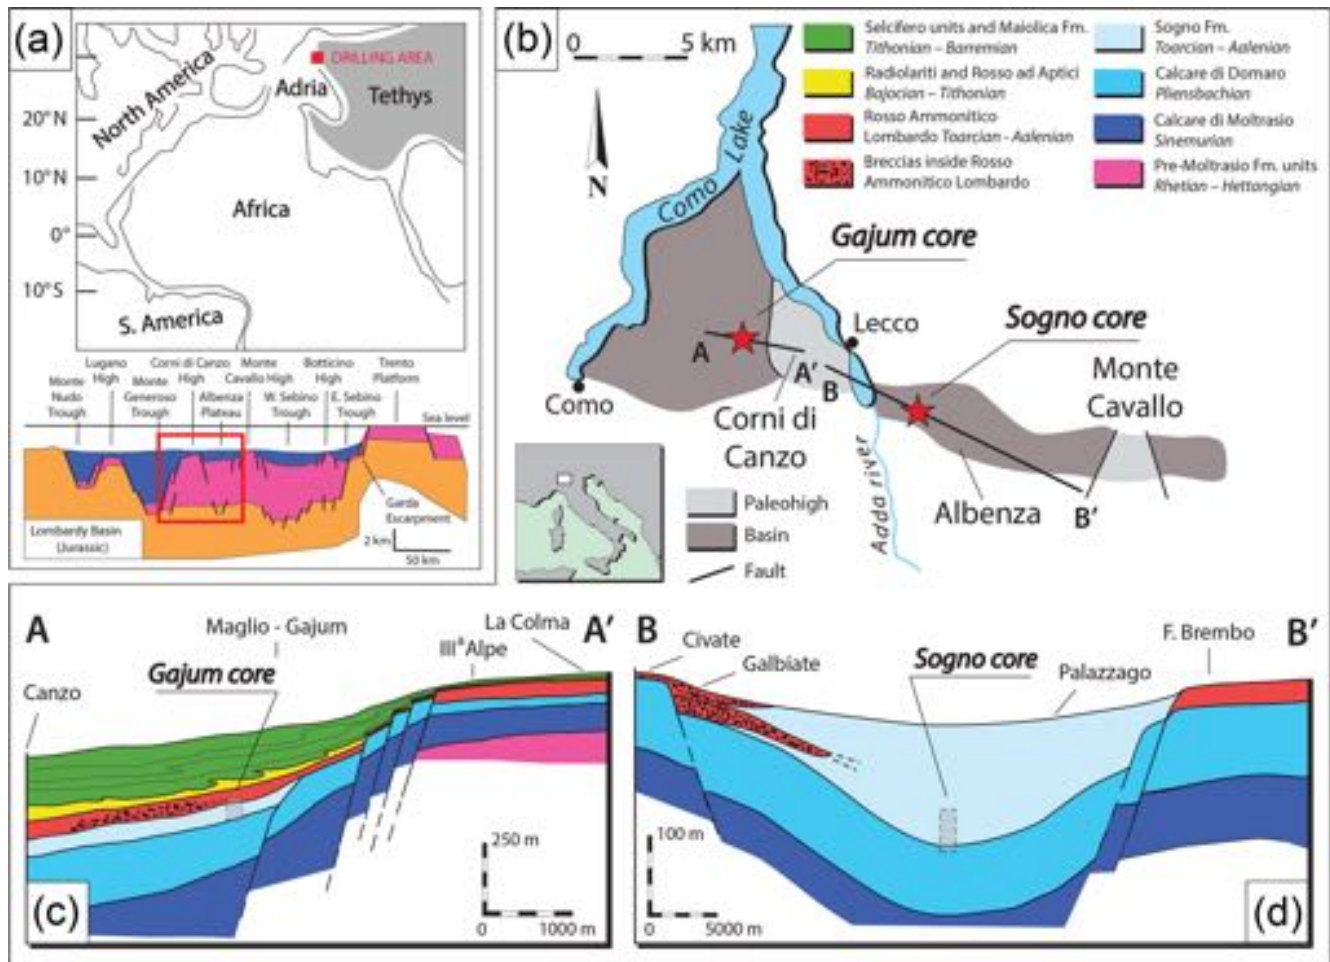 (a)
DRILLING AREA
North America
Adria
Tethys
20°N
10°N
0°
10°S
Africa
S. America
Lugano
High
Corni di Canzo
High
Monte
Cavallo High
Botticino
High
Trento
Platform
Monte
Nudo
Trough
Monte
Generoso
Trough
Albenza
Plateau
W. Sebino
Trough
E. Sebino
Trough
Sea level
Lombardy Basin
(Jurassic)
Garda
Escarpment
2 km
50 km
(b)
0 5 km
N
Selcifero units and Maiolica Fm.
Tithonian – Barremian
Radiolariti and Rosso ad Aptici
Bajocian – Tithonian
Rosso Ammonitico
Lombardo Toarcian - Aalenian
Breccias inside Rosso
Ammonitico Lombardo
Sogno Fm.
Toarcian – Aalenian
Calcare di Domaro
Pliensbachian
Calcare di Moltrasio
Sinemurian
Pre-Moltrasio Fm. units
Rhetian – Hettangian
Como Lake
Gajum core
Sogno core
Lecco
A
A'
B
B'
Como
Corni di
Canzo
Monte
Cavallo
Albenza
Adda river
Paleohigh
Basin
Fault
A
Maglio - Gajum
Gajum core
Canzo
IIIª Alpe
La Colma
A'
250 m
0 1000 m
(c)
B
Civate
Galbiate
Sogno core
Palazzago
F. Brembo
B'
100 m
0 5000 m
(d)